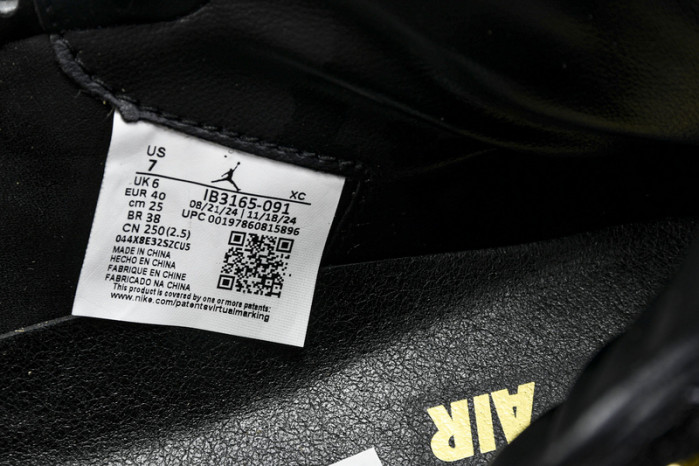 US
7
XC
UK 6
IB3165-091
EUR 40
08/21/24 | 11/18/24
cm 25
UPC 00197860815896
BR 38
CN 250(2.5)
044X8E32SZCU5
MADE IN CHINA
HECHO EN CHINA
FABRIQUE EN CHINE
FABRICADO NA CHINA
This product is covered by one or more patents:
www.nike.com/patentsvirtualmarking
AIR